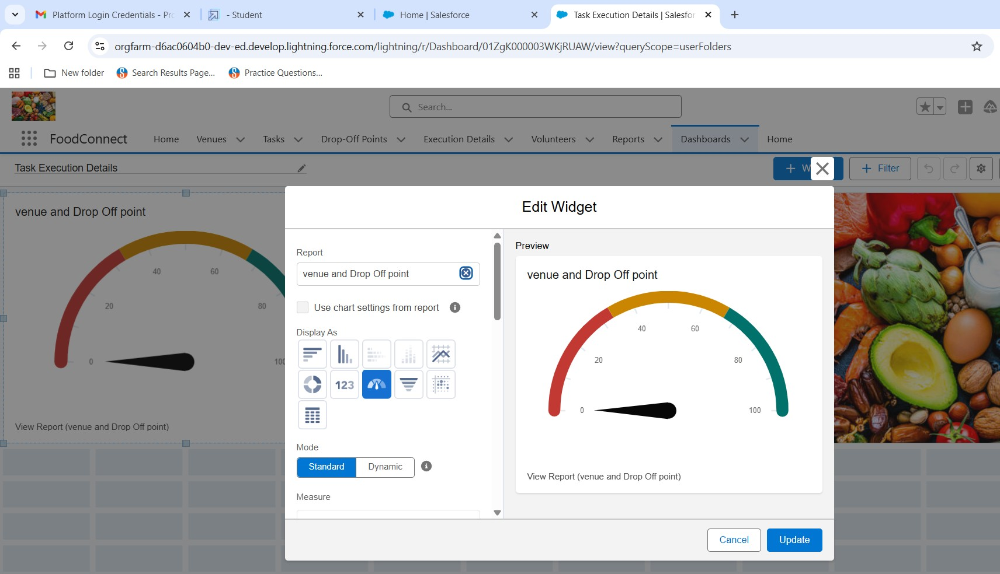 Platform Login Credentials - Pro
- Student
Home | Salesforce
Task Execution Details | Salesfor
orgfarm-d6ac0604b0-dev-ed.develop.lightning.force.com/lightning/r/Dashboard/01ZgK000003WKjRUAW/view?queryScope=userFolders
New folder
Search Results Page...
Practice Questions...
Search...
FoodConnect
Home
Venues
Tasks
Drop-Off Points
Execution Details
Volunteers
Reports
Dashboards
Home
Task Execution Details
+ W
+ Filter
venue and Drop Off point
0
20
40
60
80
100
View Report (venue and Drop Off point)
Edit Widget
Report
venue and Drop Off point
Use chart settings from report
Display As
123
Mode
Standard
Dynamic
Measure
Preview
venue and Drop Off point
0
20
40
60
80
100
View Report (venue and Drop Off point)
Cancel
Update